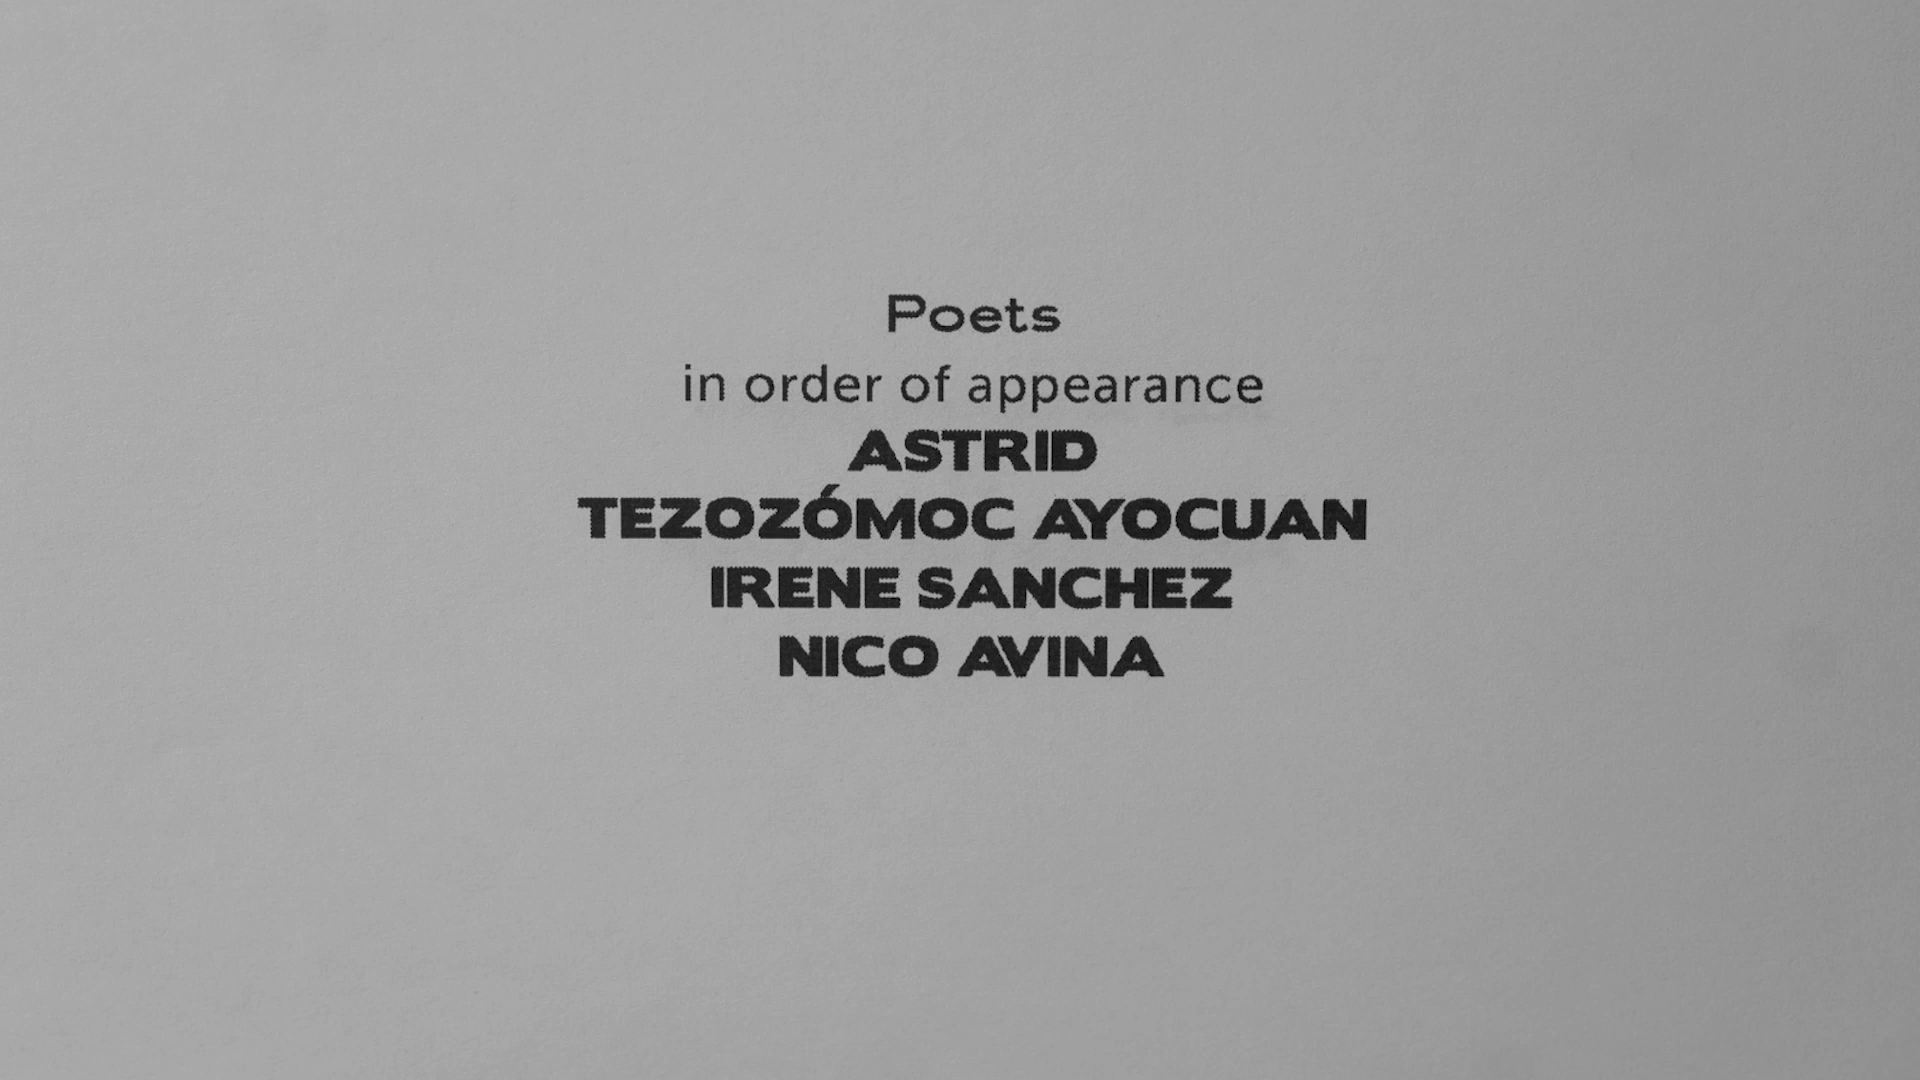 Poets
in order of appearance
ASTRID
TEZOZÓMOC AYOCUAN
IRENE SANCHEZ
NICO AVINA